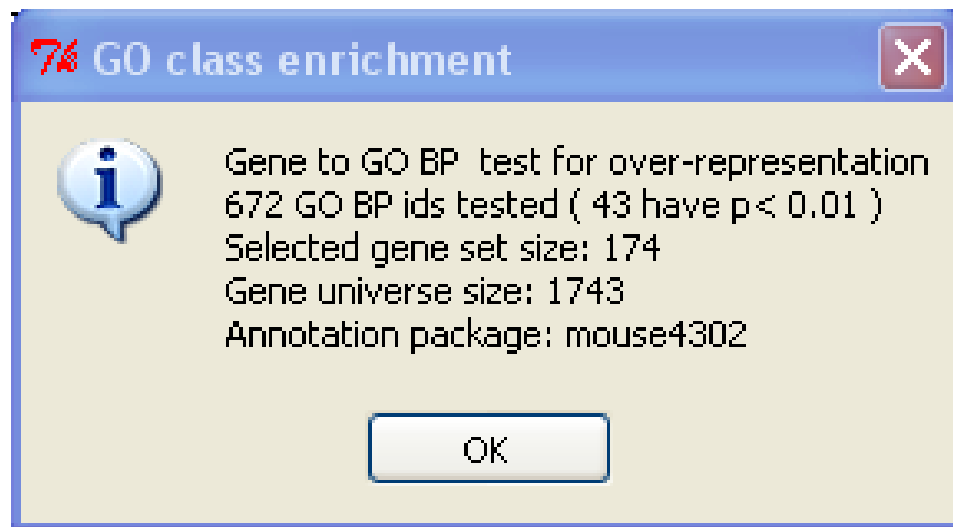 GO class enrichment
Gene to GO BP  test for over-representation
672 GO BP ids tested ( 43 have p< 0.01 )
Selected gene set size: 174
Gene universe size: 1743
Annotation package: mouse4302
OK